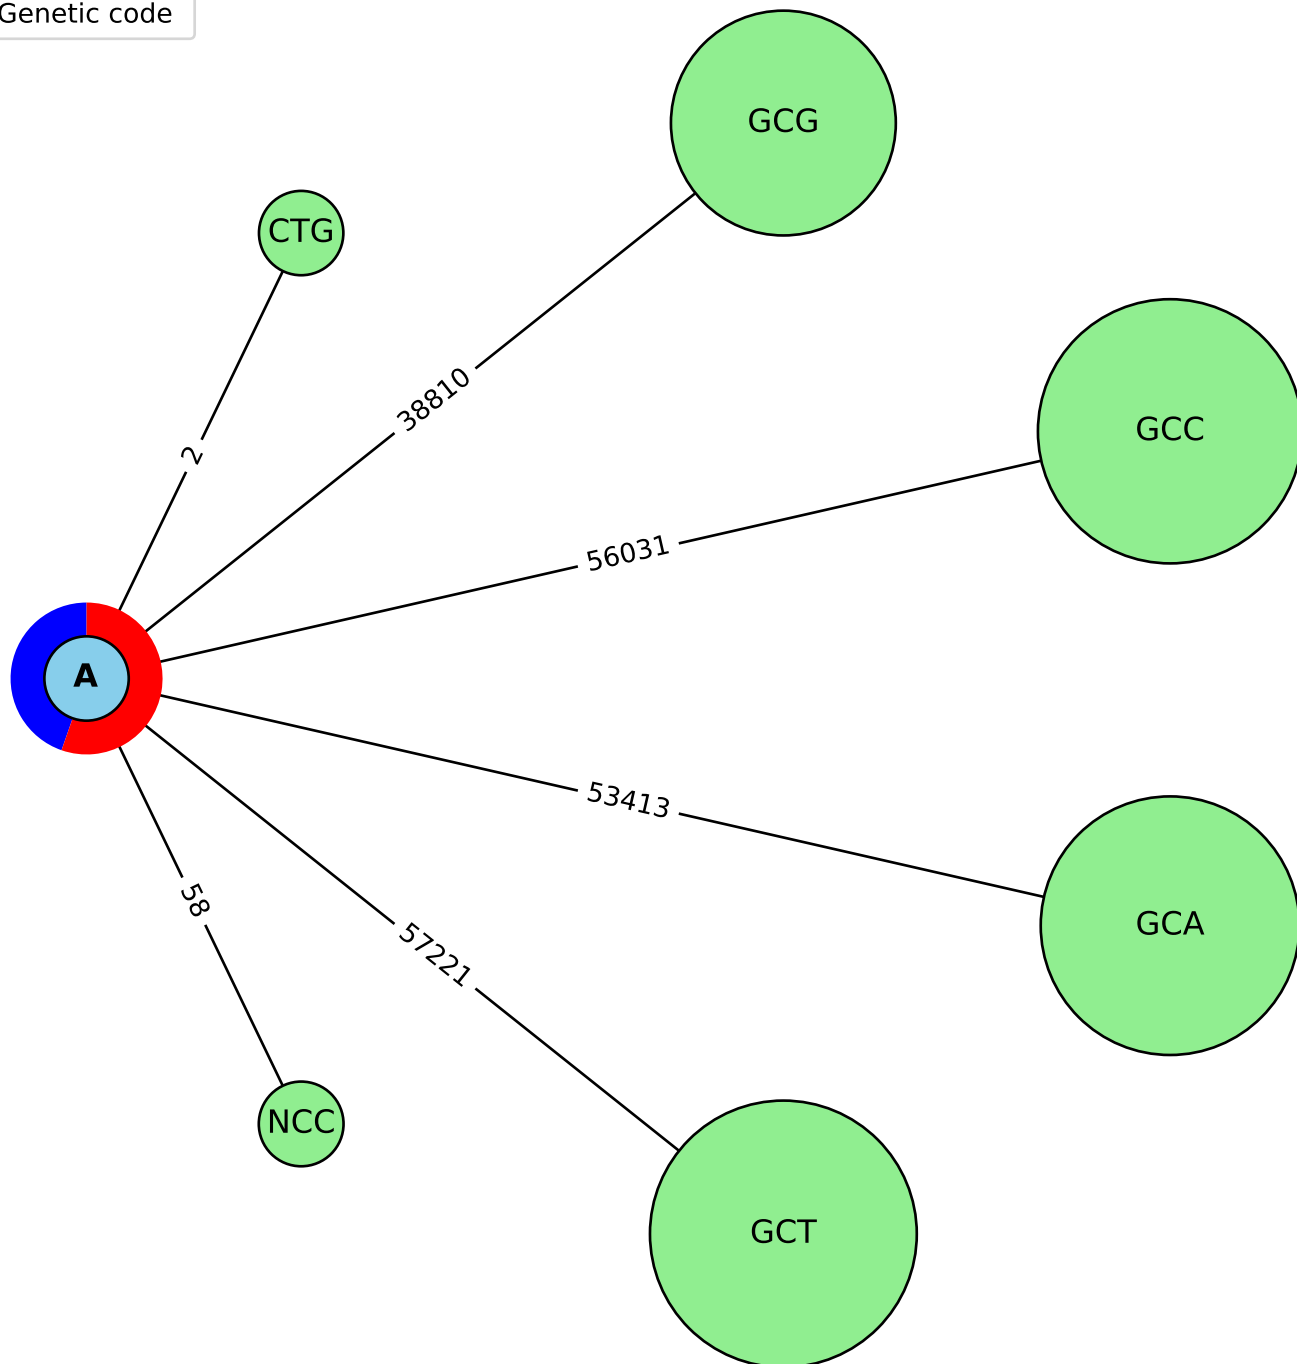 Genetic code
GCG
CTG
38810
GCC
2
56031
A
53413
58
GCA
57221
NCC
GCT